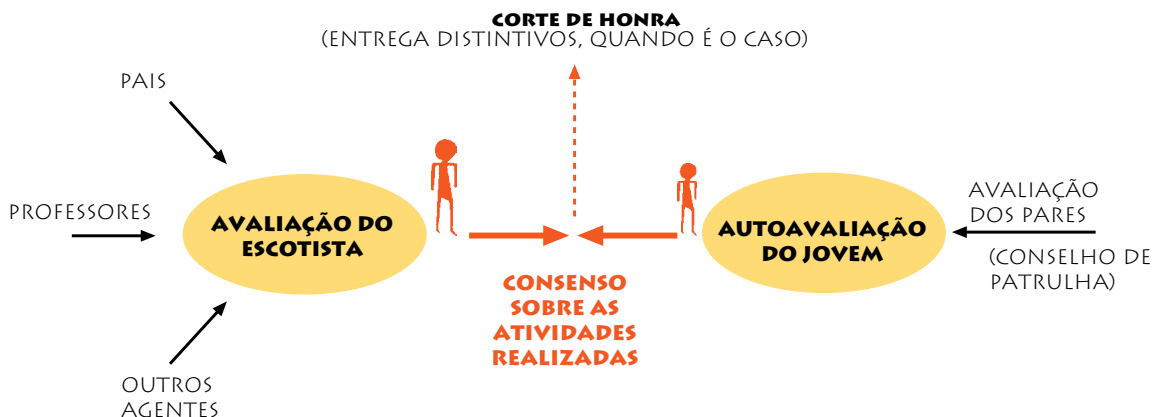 CORTE DE HONRA
(ENTREGA DISTINTIVOS, QUANDO É O CASO)
PAIS
PROFESSORES
AVALIAÇÃO DO
ESCOTISTA
OUTROS
AGENTES
CONSENSO
SOBRE AS
ATIVIDADES
REALIZADAS
AUTOAVALIAÇÃO
DO JOVEM
AVALIAÇÃO
DOS PARES
(CONSELHO DE
PATRULHA)